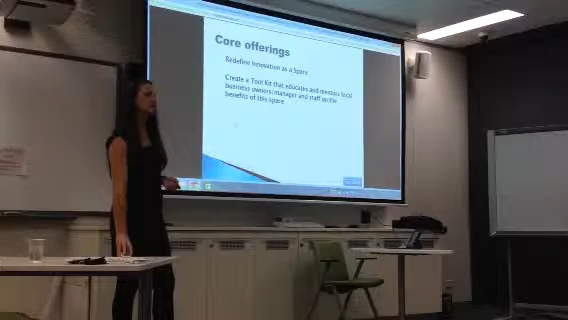 Core offerings
Redefine Innovation as a Space
Create a Tool Kit that educates and mentors local
business owners/manager and staff on the
benefits of this space